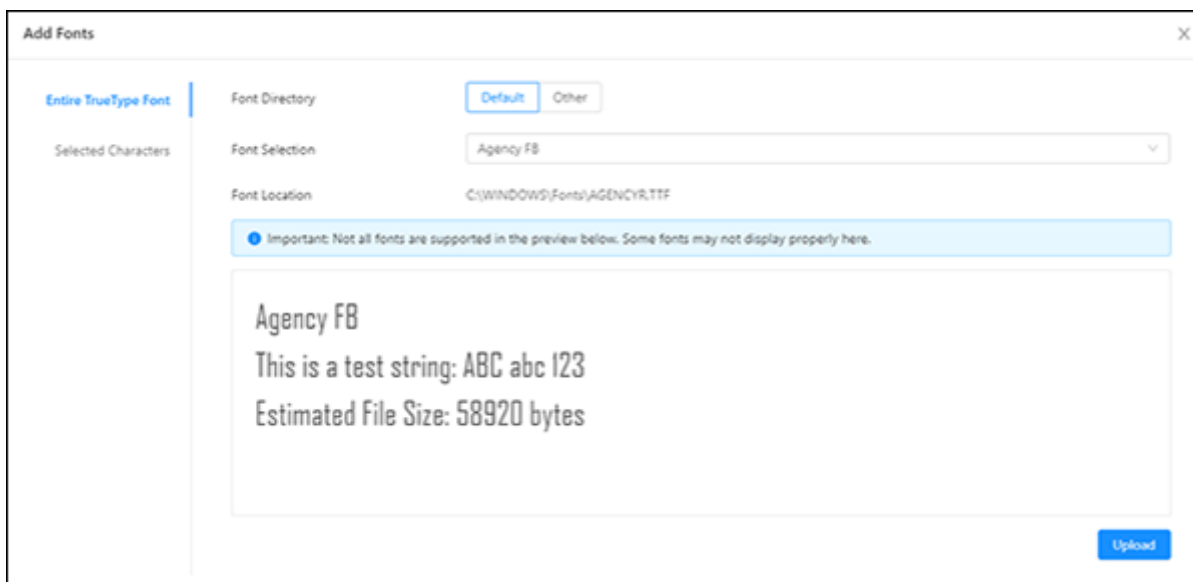 Add Fonts
Entire TrueType Font
Selected Characters
Font Directory
Default Other
Font Selection
Agency FB
Font Location
C:\WINDOWS\Fonts\AGENCYR.TTF
Important: Not all fonts are supported in the preview below. Some fonts may not display properly here.
Agency FB
This is a test string: ABC abc 123
Estimated File Size: 58920 bytes
Upload